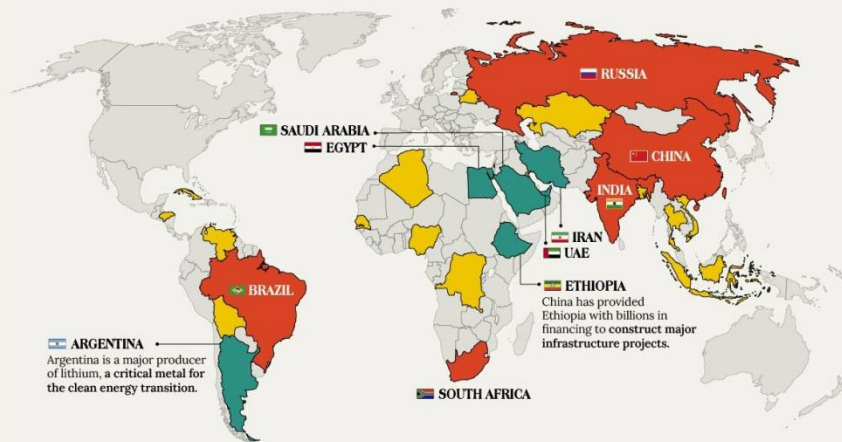 RUSSIA
SAUDI ARABIA
EGYPT
CHINA
INDIA
IRAN
UAE
BRAZIL
ETHIOPIA
China has provided
Ethiopia with billions in
financing to construct major
infrastructure projects.
ARGENTINA
Argentina is a major producer
of lithium, a critical metal for
the clean energy transition.
SOUTH AFRICA